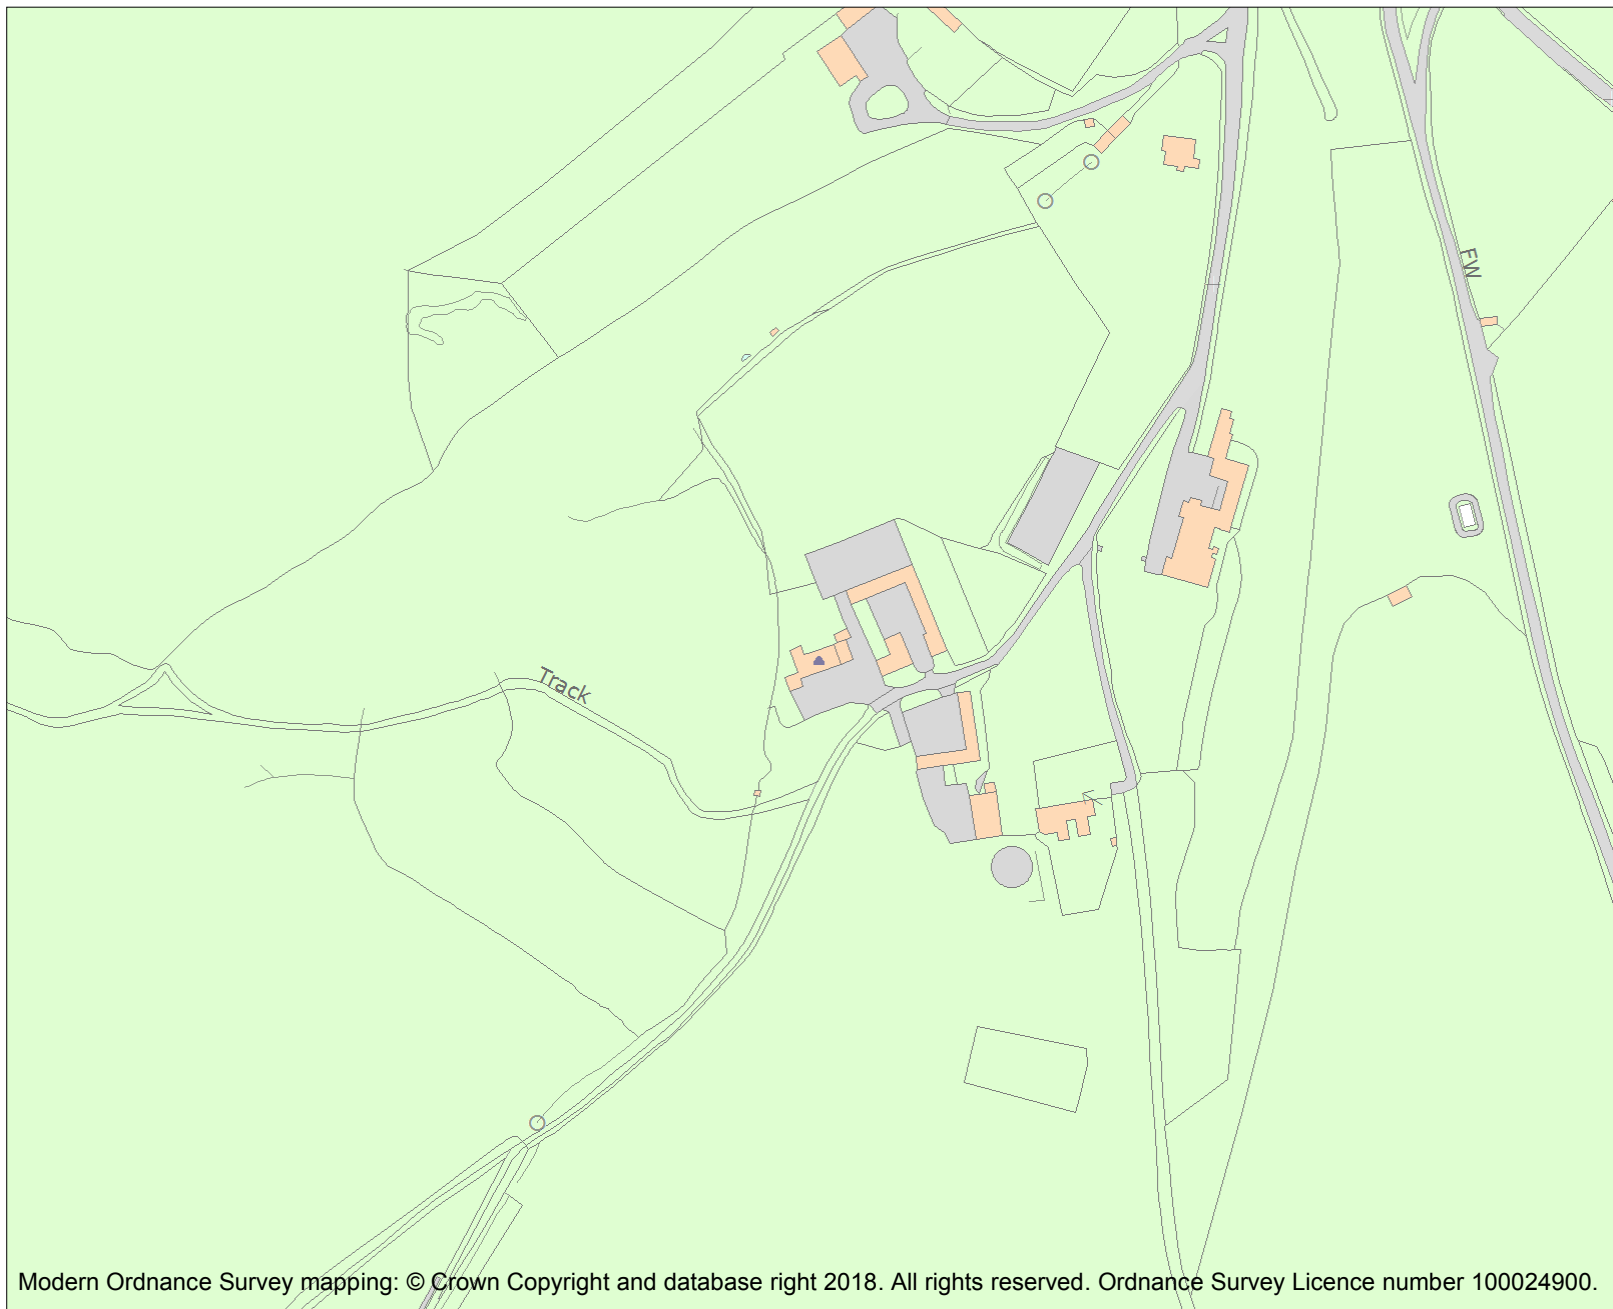 FW
Track
Modern Ordnance Survey mapping: © Crown Copyright and database right 2018. All rights reserved. Ordnance Survey Licence number 100024900.